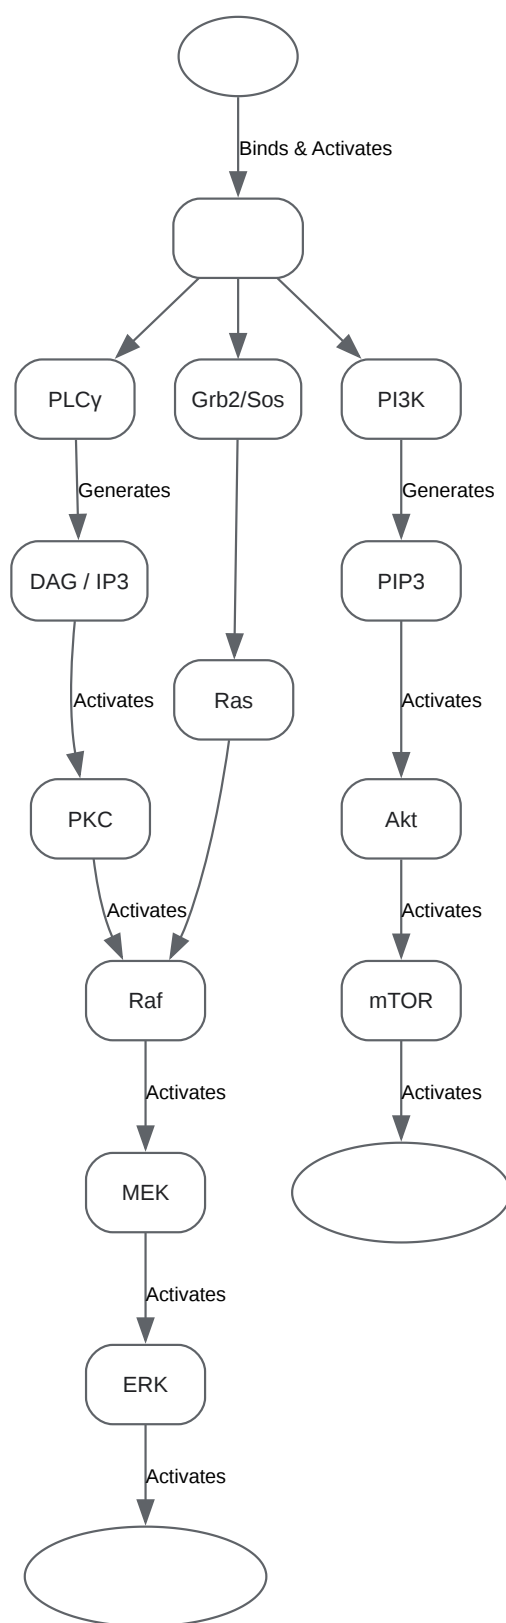 Binds & Activates
PLCγ
Grb2/Sos
PI3K
Generates
Generates
DAG / IP3
PIP3
Activates
Ras
Activates
PKC
Akt
Activates
Activates
Raf
mTOR
Activates
Activates
MEK
Activates
ERK
Activates